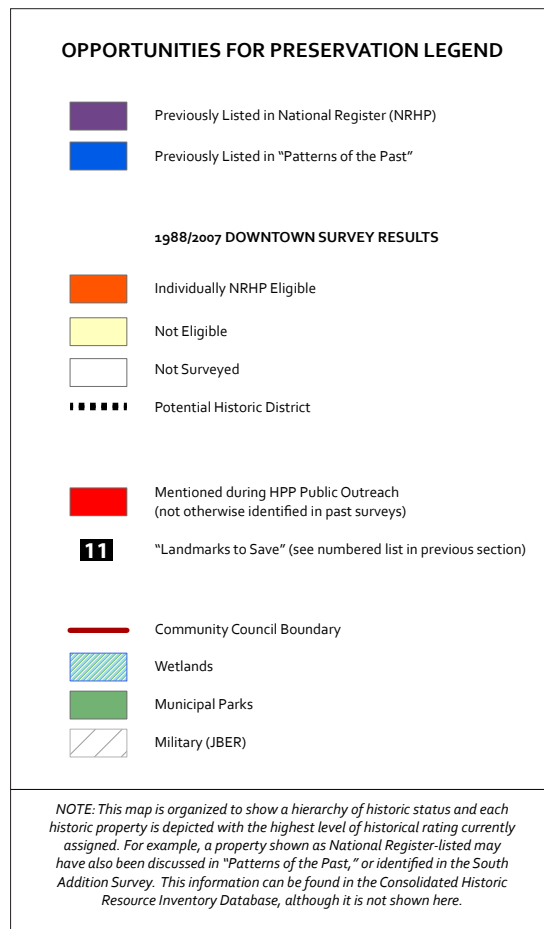 OPPORTUNITIES FOR PRESERVATION LEGEND
Previously Listed in National Register (NRHP)
Previously Listed in “Patterns of the Past”
1988/2007 DOWNTOWN SURVEY RESULTS
Individually NRHP Eligible
Not Eligible
Not Surveyed
Potential Historic District
Mentioned during HPP Public Outreach
(not otherwise identified in past surveys)
11 “Landmarks to Save” (see numbered list in previous section)
Community Council Boundary
Wetlands
Municipal Parks
Military (JBER)
NOTE: This map is organized to show a hierarchy of historic status and each
historic property is depicted with the highest level of historical rating currently
assigned. For example, a property shown as National Register-listed may
have also been discussed in “Patterns of the Past,” or identified in the South
Addition Survey. This information can be found in the Consolidated Historic
Resource Inventory Database, although it is not shown here.